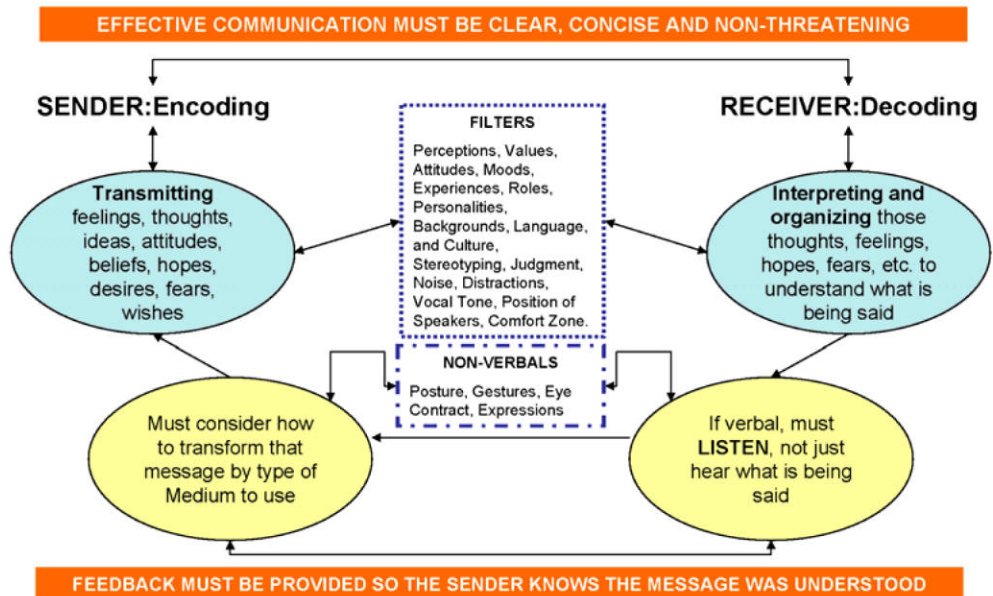 EFFECTIVE COMMUNICATION MUST BE CLEAR, CONCISE AND NON-THREATENING
SENDER:Encoding
RECEIVER:Decoding
FILTERS
Perceptions, Values,
Attitudes, Moods,
Experiences, Roles,
Personalities,
Backgrounds, Language,
and Culture,
Stereotyping, Judgment,
Noise, Distractions,
Vocal Tone, Position of
Speakers, Comfort Zone.
Transmitting
feelings, thoughts,
ideas, attitudes,
beliefs, hopes,
desires, fears,
wishes
Interpreting and
organizing those
thoughts, feelings,
hopes, fears, etc. to
understand what is
being said
NON-VERBALS
Posture, Gestures, Eye
Contract, Expressions
Must consider how
to transform that
message by type of
Medium to use
If verbal, must
LISTEN, not just
hear what is being
said
FEEDBACK MUST BE PROVIDED SO THE SENDER KNOWS THE MESSAGE WAS UNDERSTOOD